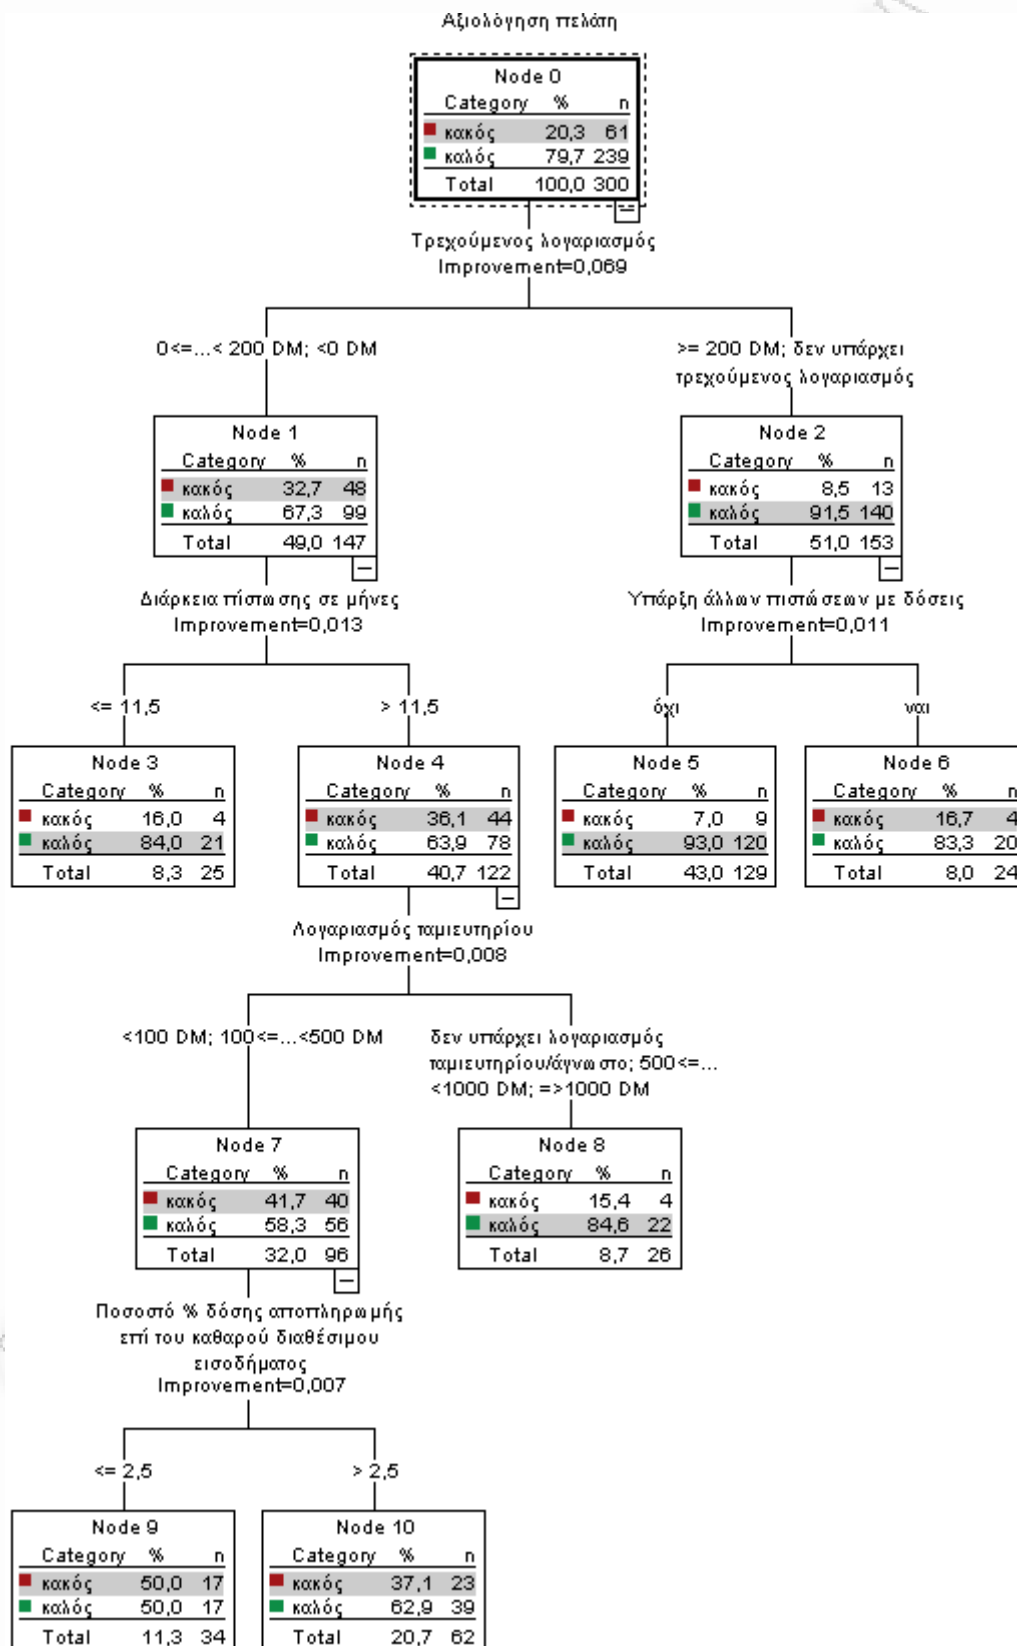 Αξιολόγηση πελάτη
Node 0
Category % n
κακός 20,3 61
καλός 79,7 239
Total 100,0 300
Τρεχούμενος λογαριασμός
Improvement=0,069
0<=...< 200 DM; <0 DM
>= 200 DM; δεν υπάρχει
τρεχούμενος λογαριασμός
Node 1
Category % n
κακός 32,7 48
καλός 67,3 99
Total 49,0 147
Node 2
Category % n
κακός 8,5 13
καλός 91,5 140
Total 51,0 153
Διάρκεια πίστωσης σε μήνες
Improvement=0,013
Υπάρξη άλλων πιστώσεων με δόσεις
Improvement=0,011
<= 11,5
> 11,5
όχι
ναι
Node 3
Category % n
κακός 16,0 4
καλός 84,0 21
Total 8,3 25
Node 4
Category % n
κακός 36,1 44
καλός 63,9 78
Total 40,7 122
Node 5
Category % n
κακός 7,0 9
καλός 93,0 120
Total 43,0 129
Node 6
Category % n
κακός 16,7 4
καλός 83,3 20
Total 8,0 24
Λογαριασμός ταμιευτηρίου
Improvement=0,008
<100 DM; 100<=...<500 DM
δεν υπάρχει λογαριασμός
ταμιευτηρίου/άγνωστο; 500<=...
<1000 DM; =>1000 DM
Node 7
Category % n
κακός 41,7 40
καλός 58,3 56
Total 32,0 96
Node 8
Category % n
κακός 15,4 4
καλός 84,6 22
Total 8,7 26
Ποσοστό % δόσης αποπληρωμής
επί του καθαρού διαθέσιμου
εισοδήματος
Improvement=0,007
<= 2,5
> 2,5
Node 9
Category % n
κακός 50,0 17
καλός 50,0 17
Total 11,3 34
Node 10
Category % n
κακός 37,1 23
καλός 62,9 39
Total 20,7 62